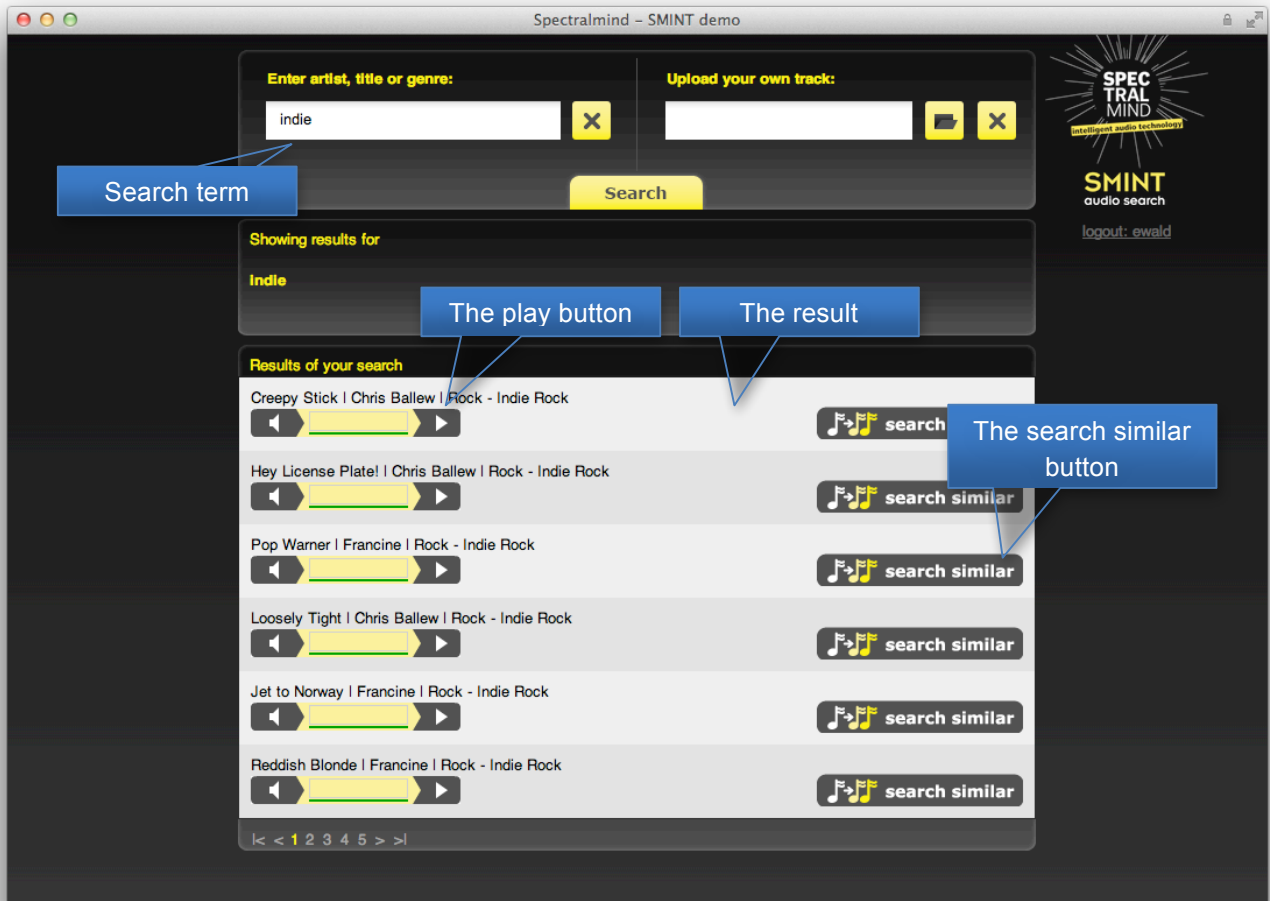 Spectralmind – SMINT demo
Enter artist, title or genre:
Upload your own track:
indie
SPEC
TRAL
MIND
intelligent audio technology
Search term
Search
SMINT
audio search
logout: ewald
Showing results for
Indie
The play button
The result
Results of your search
Creepy Stick | Chris Ballew | Rock - Indie Rock
search
The search similar
button
Hey License Plate! | Chris Ballew | Rock - Indie Rock
search similar
Pop Warner | Francine | Rock - Indie Rock
search similar
Loosely Tight | Chris Ballew | Rock - Indie Rock
search similar
Jet to Norway | Francine | Rock - Indie Rock
search similar
Reddish Blonde | Francine | Rock - Indie Rock
search similar
|< < 1 2 3 4 5 > >|